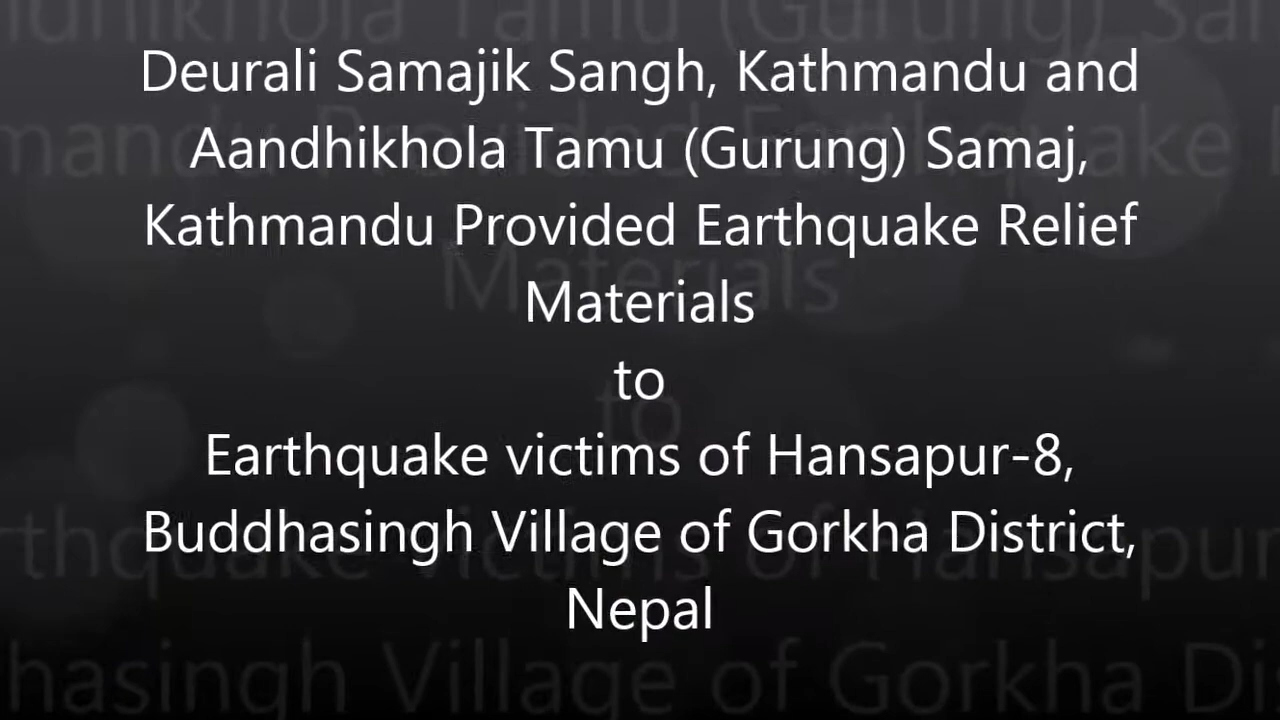 Deurali Samajik Sangh, Kathmandu and
Aandhikhola Tamu (Gurung) Samaj,
Kathmandu Provided Earthquake Relief
Materials
to
Earthquake victims of Hansapur-8,
Buddhasingh Village of Gorkha District,
Nepal